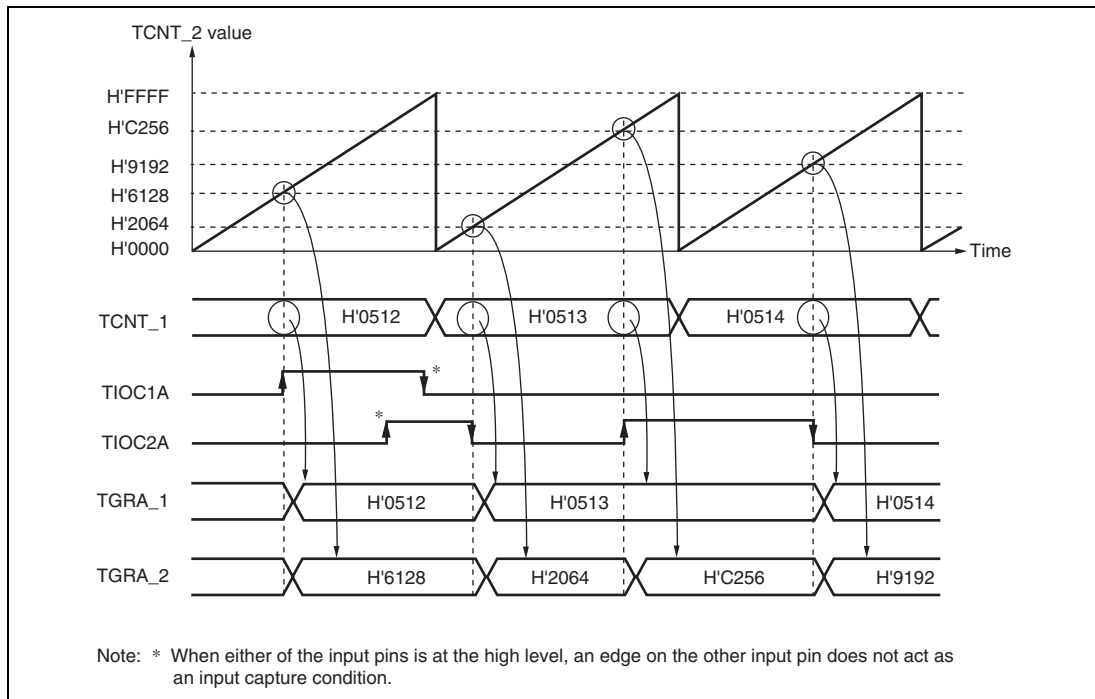 TCNT_2 value
H'FFFF
H'C256
H'9192
H'6128
H'2064
H'0000
Time
TCNT_1 H'0512 H'0513 H'0514
TIOC1A *
TIOC2A *
TGRA_1 H'0512 H'0513 H'0514
TGRA_2 H'6128 H'2064 H'C256 H'9192
Note: * When either of the input pins is at the high level, an edge on the other input pin does not act as
an input capture condition.